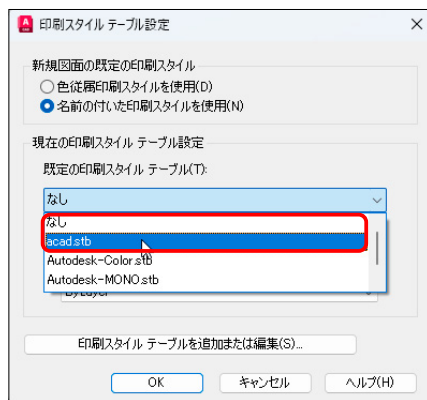 印刷スタイル テーブル設定
新規図面の既定の印刷スタイル
色従属印刷スタイルを使用(D)
名前の付いた印刷スタイルを使用(N)
現在の印刷スタイル テーブル設定
既定の印刷スタイル テーブル(T):
なし
なし
acad.stb
Autodesk-Color.stb
Autodesk-MONO.stb
ByLayer
印刷スタイル テーブルを追加または編集(S)...
OK キャンセル ヘルプ(H)